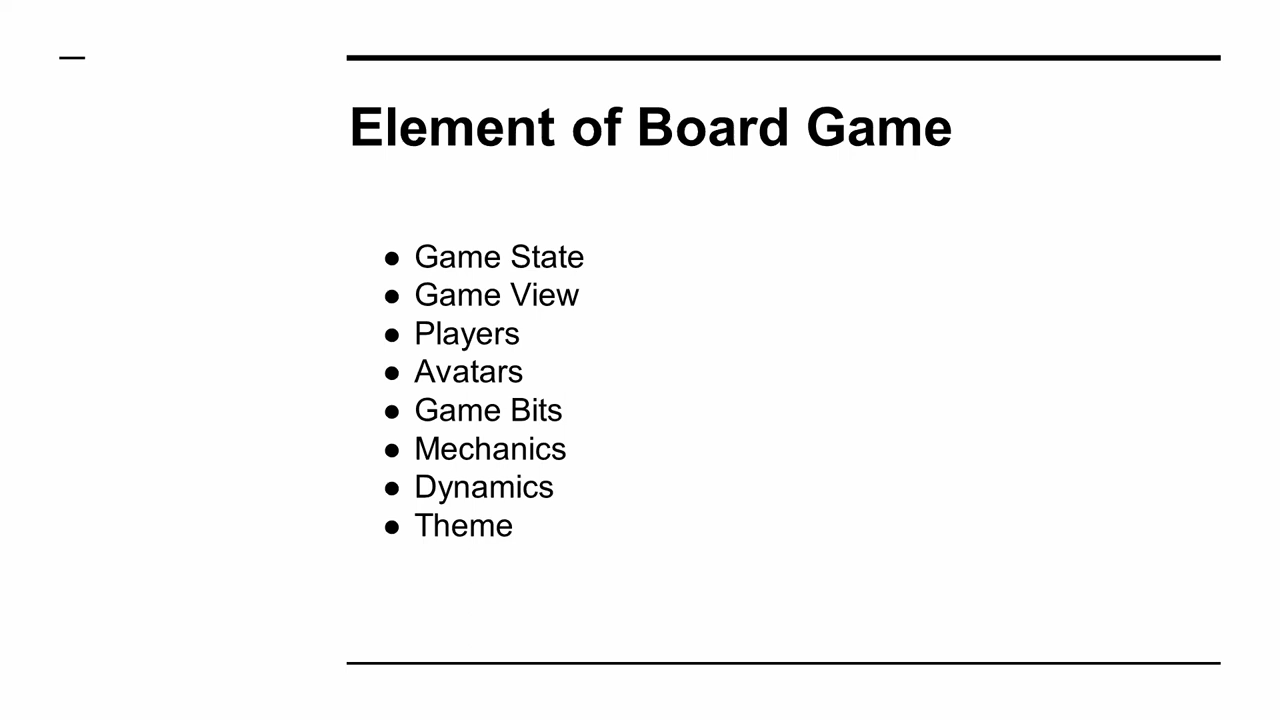 Element of Board Game
● Game State
● Game View
● Players
● Avatars
● Game Bits
● Mechanics
● Dynamics
● Theme